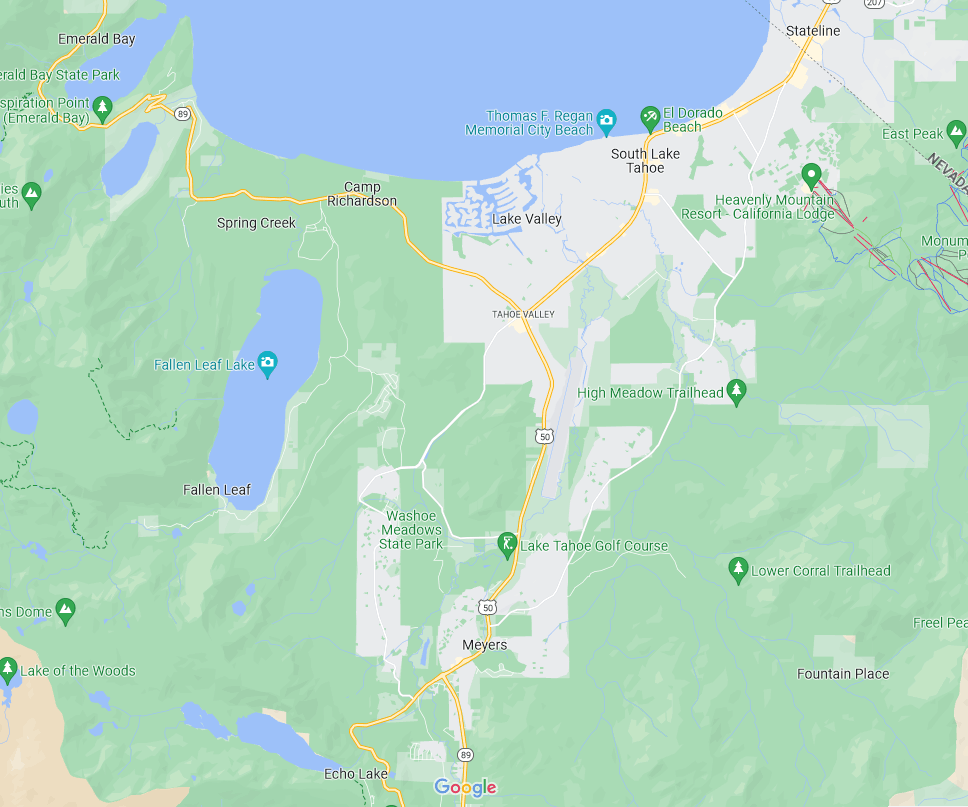 207
Stateline
Emerald Bay
erald Bay State Park
spiration Point
(Emerald Bay)
89
Thomas F. Regan
Memorial City Beach
El Dorado
Beach
East Peak
NEVADA
South Lake
Tahoe
Camp
Richardson
Heavenly Mountain
Resort - California Lodge
Spring Creek
Lake Valley
Monum
P
ies
uth
TAHOE VALLEY
Fallen Leaf Lake
High Meadow Trailhead
50
Fallen Leaf
Washoe
Meadows
State Park
Lake Tahoe Golf Course
Lower Corral Trailhead
ns Dome
50
Freel Pea
Meyers
Lake of the Woods
Fountain Place
89
Echo Lake
Google